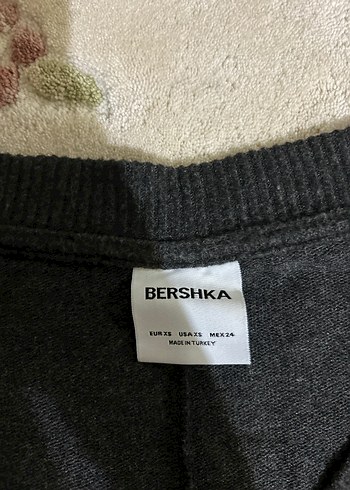 BERSHKA
EUR XS USA XS MEX 24
MADE IN TURKEY